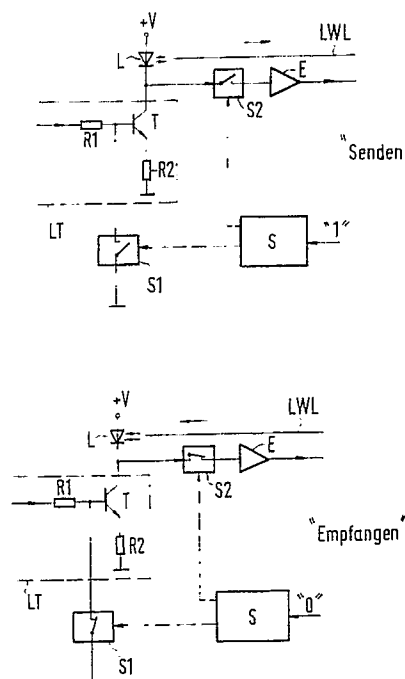 +V
L
LWL
E
S2
T
R1
R2
"Senden
LT
S
"1"
S1
+V
L
LWL
E
S2
R1
T
R2
"Empfangen"
LT
S
"0"
S1